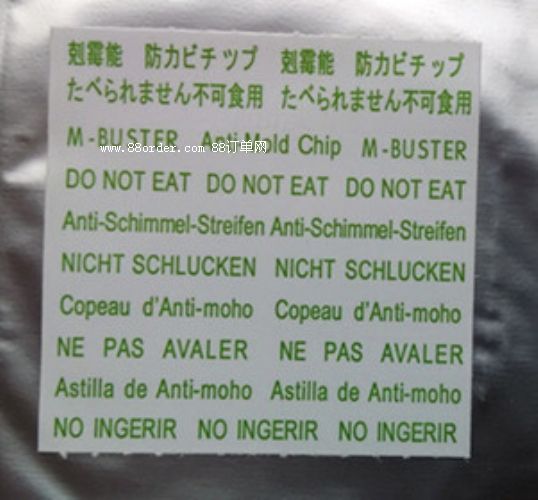 剋霉能 防カビチップ 剋霉能 防カビチップ
たべられません不可食用 たべられません不可食用
M-BUSTER Anti-Mold Chip M-BUSTER
www.88order.com 88订单网
DO NOT EAT DO NOT EAT DO NOT EAT
Anti-Schimmel-Streifen Anti-Schimmel-Streifen
NICHT SCHLUCKEN NICHT SCHLUCKEN
Copeau d'Anti-moho Copeau d'Anti-moho
NE PAS AVALER NE PAS AVALER
Astilla de Anti-moho Astilla de Anti-moho
NO INGERIR NO INGERIR NO INGERIR